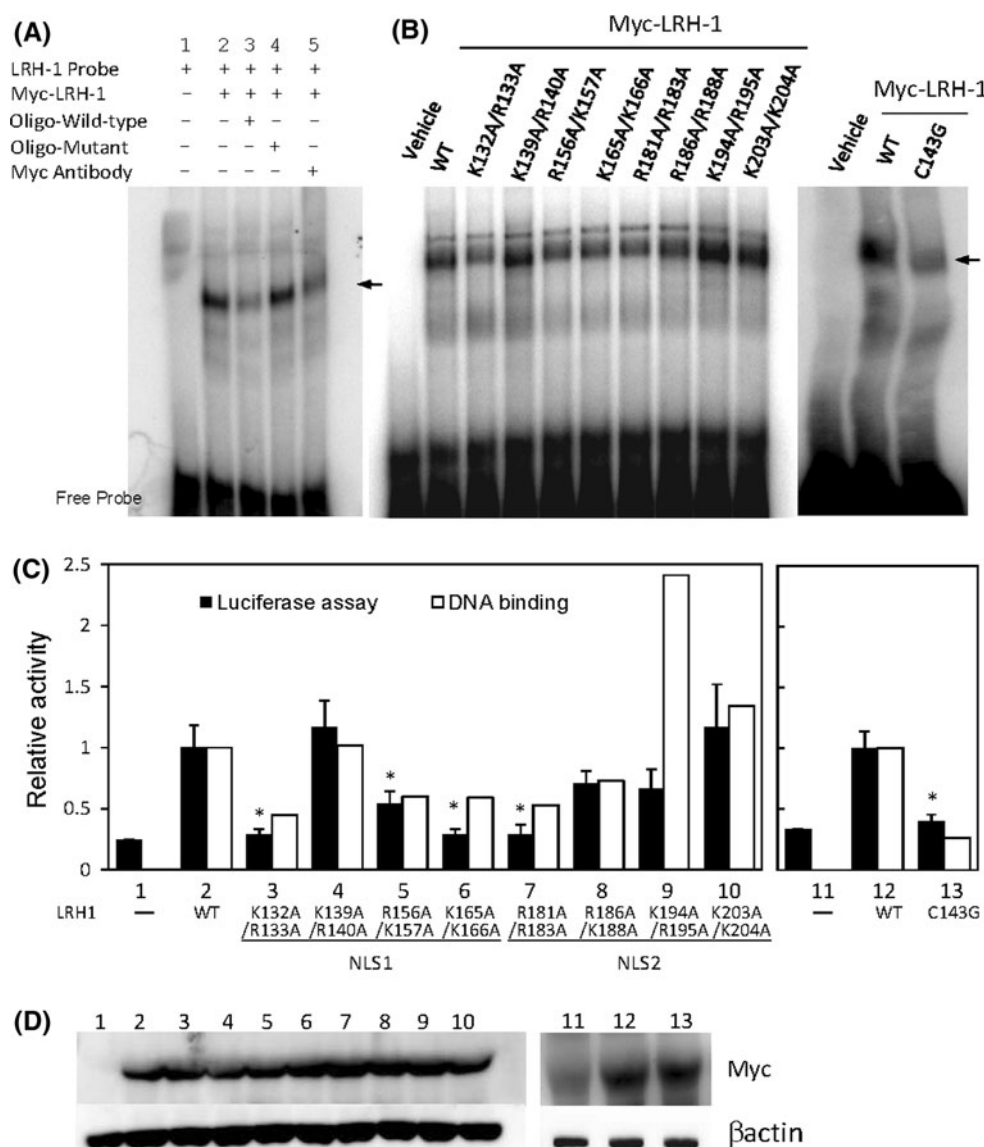 (A)
1 2 3 4 5
LRH-1 Probe + + + + +
Myc-LRH-1 – + + + +
Oligo-Wild-type – – + – –
Oligo-Mutant – – – + –
Myc Antibody – – – – +
Free Probe
(B)
Myc-LRH-1
Vehicle
WT
K132A/R133A
K139A/R140A
R156A/K157A
K165A/K166A
R181A/R183A
R186A/R188A
K194A/R195A
K203A/K204A
Myc-LRH-1
Vehicle
WT
C143G
(C)
2.5
2
1.5
1
0.5
0
Relative activity
Luciferase assay
DNA binding
* * * * *
1 2 3 4 5 6 7 8 9 10 11 12 13
LRH1 — WT K132A K139A R156A K165A R181A R186A K194A K203A — WT C143G
/R133A /R140A /K157A /K166A /R183A /K188A /R195A /K204A
NLS1 NLS2
(D)
1 2 3 4 5 6 7 8 9 10 11 12 13
Myc
βactin